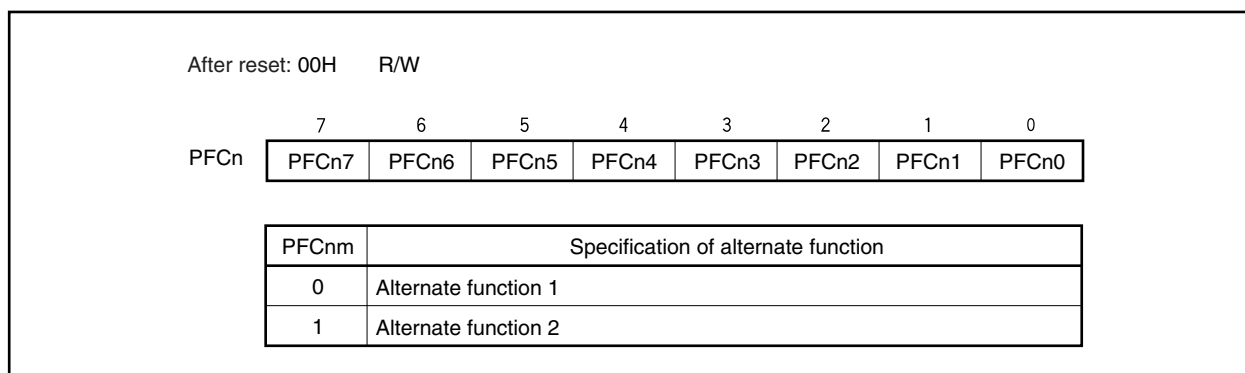 After reset: 00H R/W
7 6 5 4 3 2 1 0
PFCn PFCn7 PFCn6 PFCn5 PFCn4 PFCn3 PFCn2 PFCn1 PFCn0
PFCnm Specification of alternate function
0 Alternate function 1
1 Alternate function 2